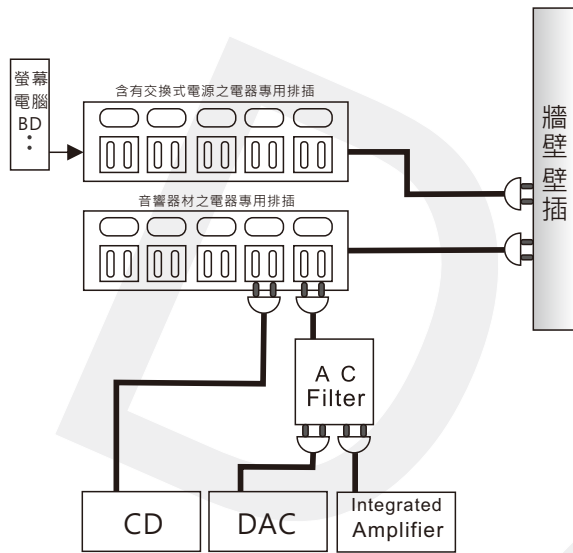 螢幕
電腦
BD
：
含有交換式電源之電器專用排插
音響器材之電器專用排插
牆壁壁插
A C
Filter
CD
DAC
Integrated
Amplifier